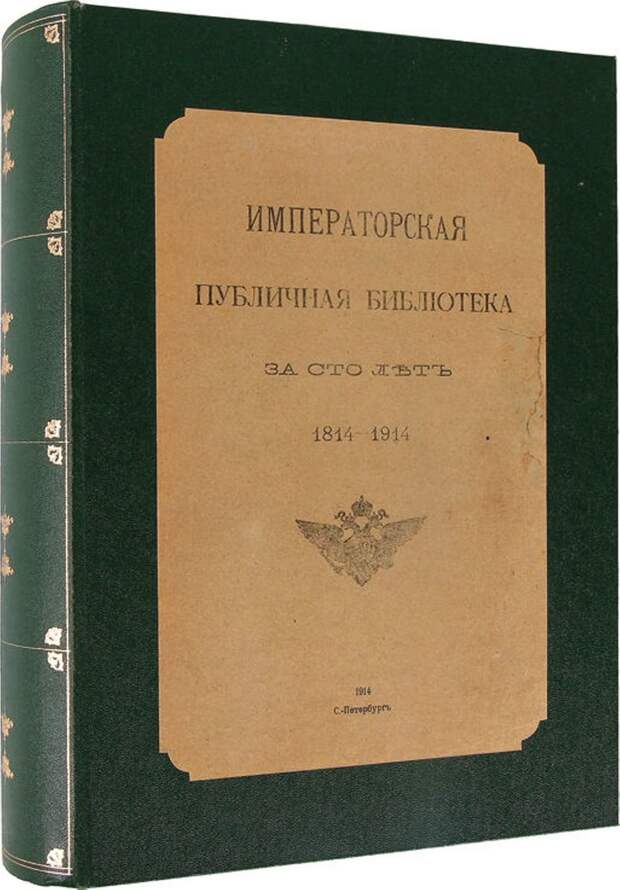 ИМПЕРАТОРСКАЯ
ПУБЛИЧНАЯ БИБЛІОТЕКА
ЗА СТО ЛѢТЪ
1814-1914
1914
С.-Петербургъ